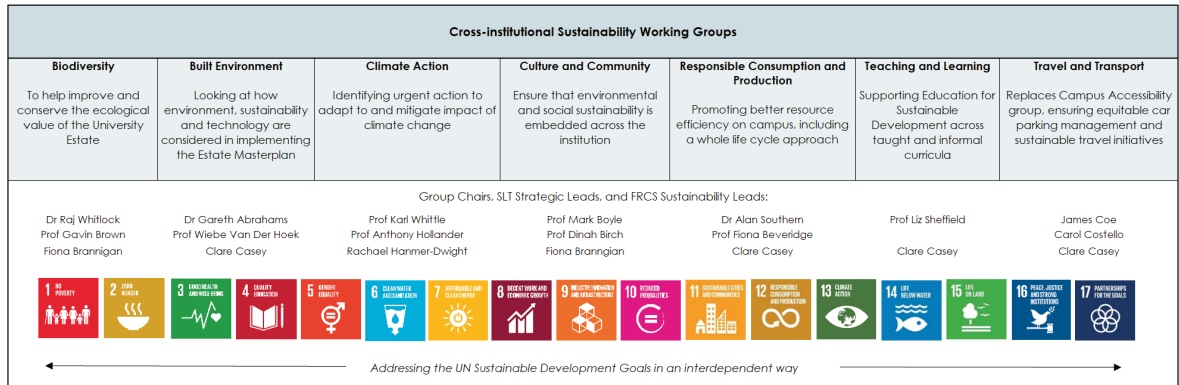 Cross-institutional Sustainability Working Groups
Biodiversity
To help improve and
conserve the ecological
value of the University
Estate
Built Environment
Looking at how
environment, sustainability
and technology are
considered in implementing
the Estate Masterplan
Climate Action
Identifying urgent action to
adapt to and mitigate impact of
climate change
Culture and Community
Ensure that environmental
and social sustainability is
embedded across the
institution
Responsible Consumption and
Production
Promoting better resource
efficiency on campus, including
a whole life cycle approach
Teaching and Learning
Supporting Education for
Sustainable
Development across
taught and informal
curricula
Travel and Transport
Replaces Campus Accessibility
group, ensuring equitable car
parking management and
sustainable travel initiatives
Group Chairs, SLT Strategic Leads, and FRCS Sustainability Leads:
Dr Raj Whitlock
Prof Gavin Brown
Fiona Brannigan
Dr Gareth Abrahams
Prof Wiebe Van Der Hoek
Clare Casey
Prof Karl Whittle
Prof Anthony Hollander
Rachael Hanmer-Dwight
Prof Mark Boyle
Prof Dinah Birch
Fiona Branngian
Dr Alan Southern
Prof Fiona Beveridge
Clare Casey
Prof Liz Sheffield
Clare Casey
James Coe
Carol Costello
Clare Casey
1 NO
POVERTY
2 ZERO
HUNGER
3 GOOD HEALTH
AND WELL-BEING
4 QUALITY
EDUCATION
5 GENDER
EQUALITY
6 CLEAN WATER
AND SANITATION
7 AFFORDABLE AND
CLEAN ENERGY
8 DECENT WORK AND
ECONOMIC GROWTH
9 INDUSTRY, INNOVATION
AND INFRASTRUCTURE
10 REDUCED
INEQUALITIES
11 SUSTAINABLE CITIES
AND COMMUNITIES
12 RESPONSIBLE
CONSUMPTION
AND PRODUCTION
13 CLIMATE
ACTION
14 LIFE
BELOW WATER
15 LIFE
ON LAND
16 PEACE, JUSTICE
AND STRONG
INSTITUTIONS
17 PARTNERSHIPS
FOR THE GOALS
Addressing the UN Sustainable Development Goals in an interdependent way